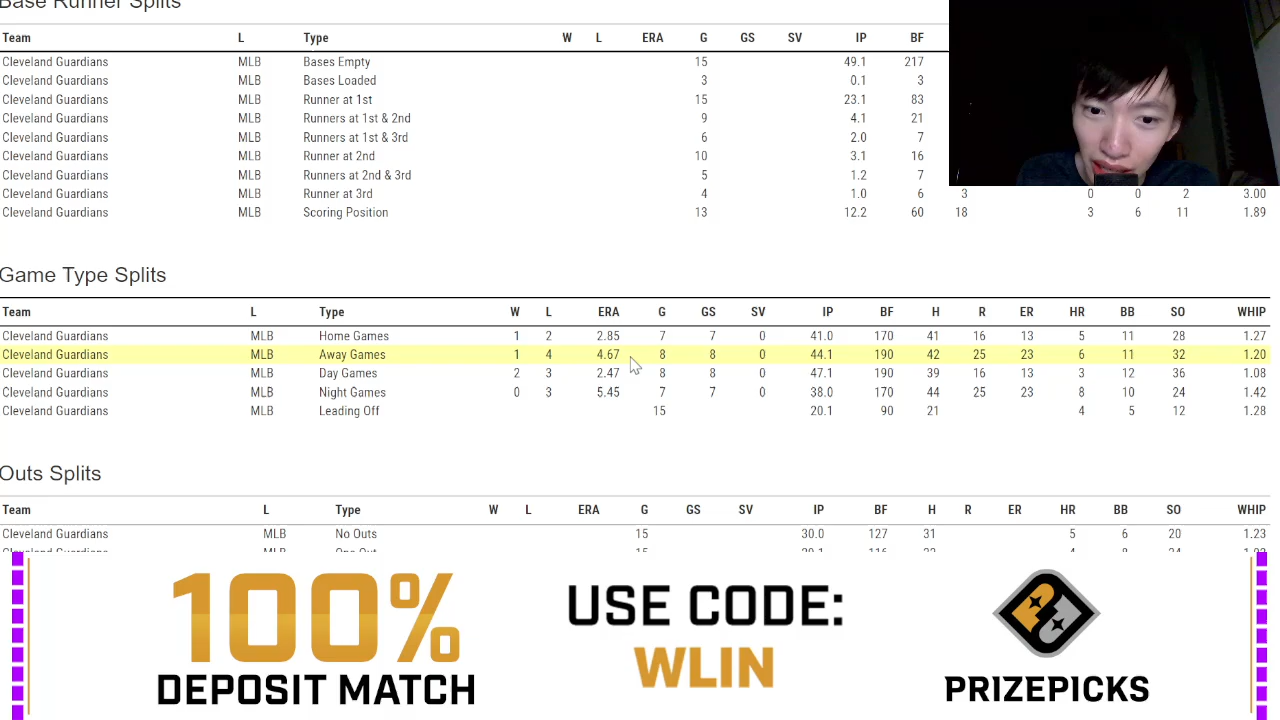 Base Runner Splits
Team L Type W L ERA G GS SV IP BF
Cleveland Guardians MLB Bases Empty 15 49.1 217
Cleveland Guardians MLB Bases Loaded 3 0.1 3
Cleveland Guardians MLB Runner at 1st 15 23.1 83
Cleveland Guardians MLB Runners at 1st & 2nd 9 4.1 21
Cleveland Guardians MLB Runners at 1st & 3rd 6 2.0 7
Cleveland Guardians MLB Runner at 2nd 10 3.1 16
Cleveland Guardians MLB Runners at 2nd & 3rd 5 1.2 7
Cleveland Guardians MLB Runner at 3rd 4 1.0 6 3 0 0 2 3.00
Cleveland Guardians MLB Scoring Position 13 12.2 60 18 3 6 11 1.89
Game Type Splits
Team L Type W L ERA G GS SV IP BF H R ER HR BB SO WHIP
Cleveland Guardians MLB Home Games 1 2 2.85 7 7 0 41.0 170 41 16 13 5 11 28 1.27
Cleveland Guardians MLB Away Games 1 4 4.67 8 8 0 44.1 190 42 25 23 6 11 32 1.20
Cleveland Guardians MLB Day Games 2 3 2.47 8 8 0 47.1 190 39 16 13 3 12 36 1.08
Cleveland Guardians MLB Night Games 0 3 5.45 7 7 0 38.0 170 44 25 23 8 10 24 1.42
Cleveland Guardians MLB Leading Off 15 20.1 90 21 4 5 12 1.28
Outs Splits
Team L Type W L ERA G GS SV IP BF H R ER HR BB SO WHIP
Cleveland Guardians MLB No Outs 15 30.0 127 31 5 6 20 1.23
100%
DEPOSIT MATCH
USE CODE:
WLIN
PRIZEPICKS